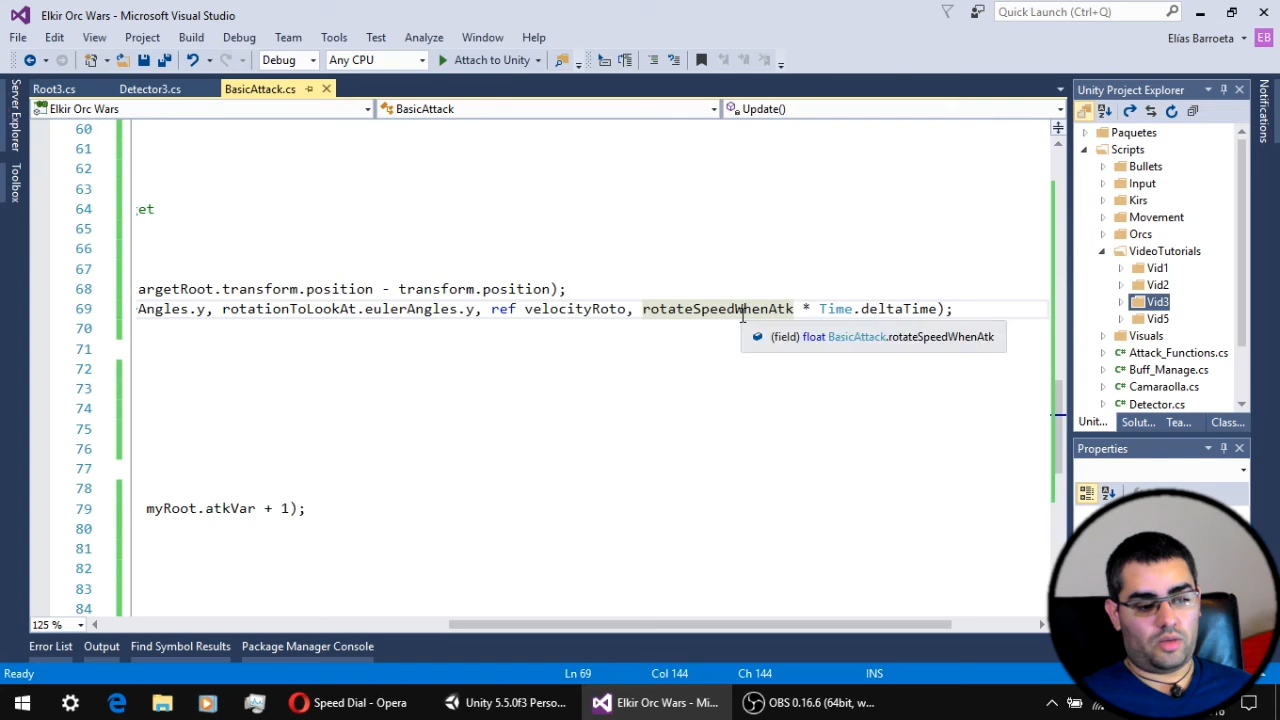 Elkir Orc Wars - Microsoft Visual Studio
Quick Launch (Ctrl+Q)
File Edit View Project Build Debug Team Tools Test Analyze Window Help
Elías Barroeta EB
Debug Any CPU Attach to Unity
Root3.cs Detector3.cs BasicAttack.cs
Elkir Orc Wars BasicAttack Update()
Server Explorer
Toolbox
60
61
62
63
64 get
65
66
67
68 argetRoot.transform.position - transform.position);
69 Angles.y, rotationToLookAt.eulerAngles.y, ref velocityRoto, rotateSpeedWhenAtk * Time.deltaTime);
70
(field) float BasicAttack.rotateSpeedWhenAtk
71
72
73
74
75
76
77
78
79 myRoot.atkVar + 1);
80
81
82
83
84
125 %
Unity Project Explorer
Paquetes
Scripts
Bullets
Input
Kirs
Movement
Orcs
VideoTutorials
Vid1
Vid2
Vid3
Vid5
Visuals
Attack_Functions.cs
Buff_Manage.cs
Camaraolla.cs
Detector.cs
Unit... Solut... Tea... Class...
Properties
Notifications
Error List Output Find Symbol Results Package Manager Console
Ready Ln 69 Col 144 Ch 144 INS
Speed Dial - Opera Unity 5.5.0f3 Perso... Elkir Orc Wars - Mi... OBS 0.16.6 (64bit, w...